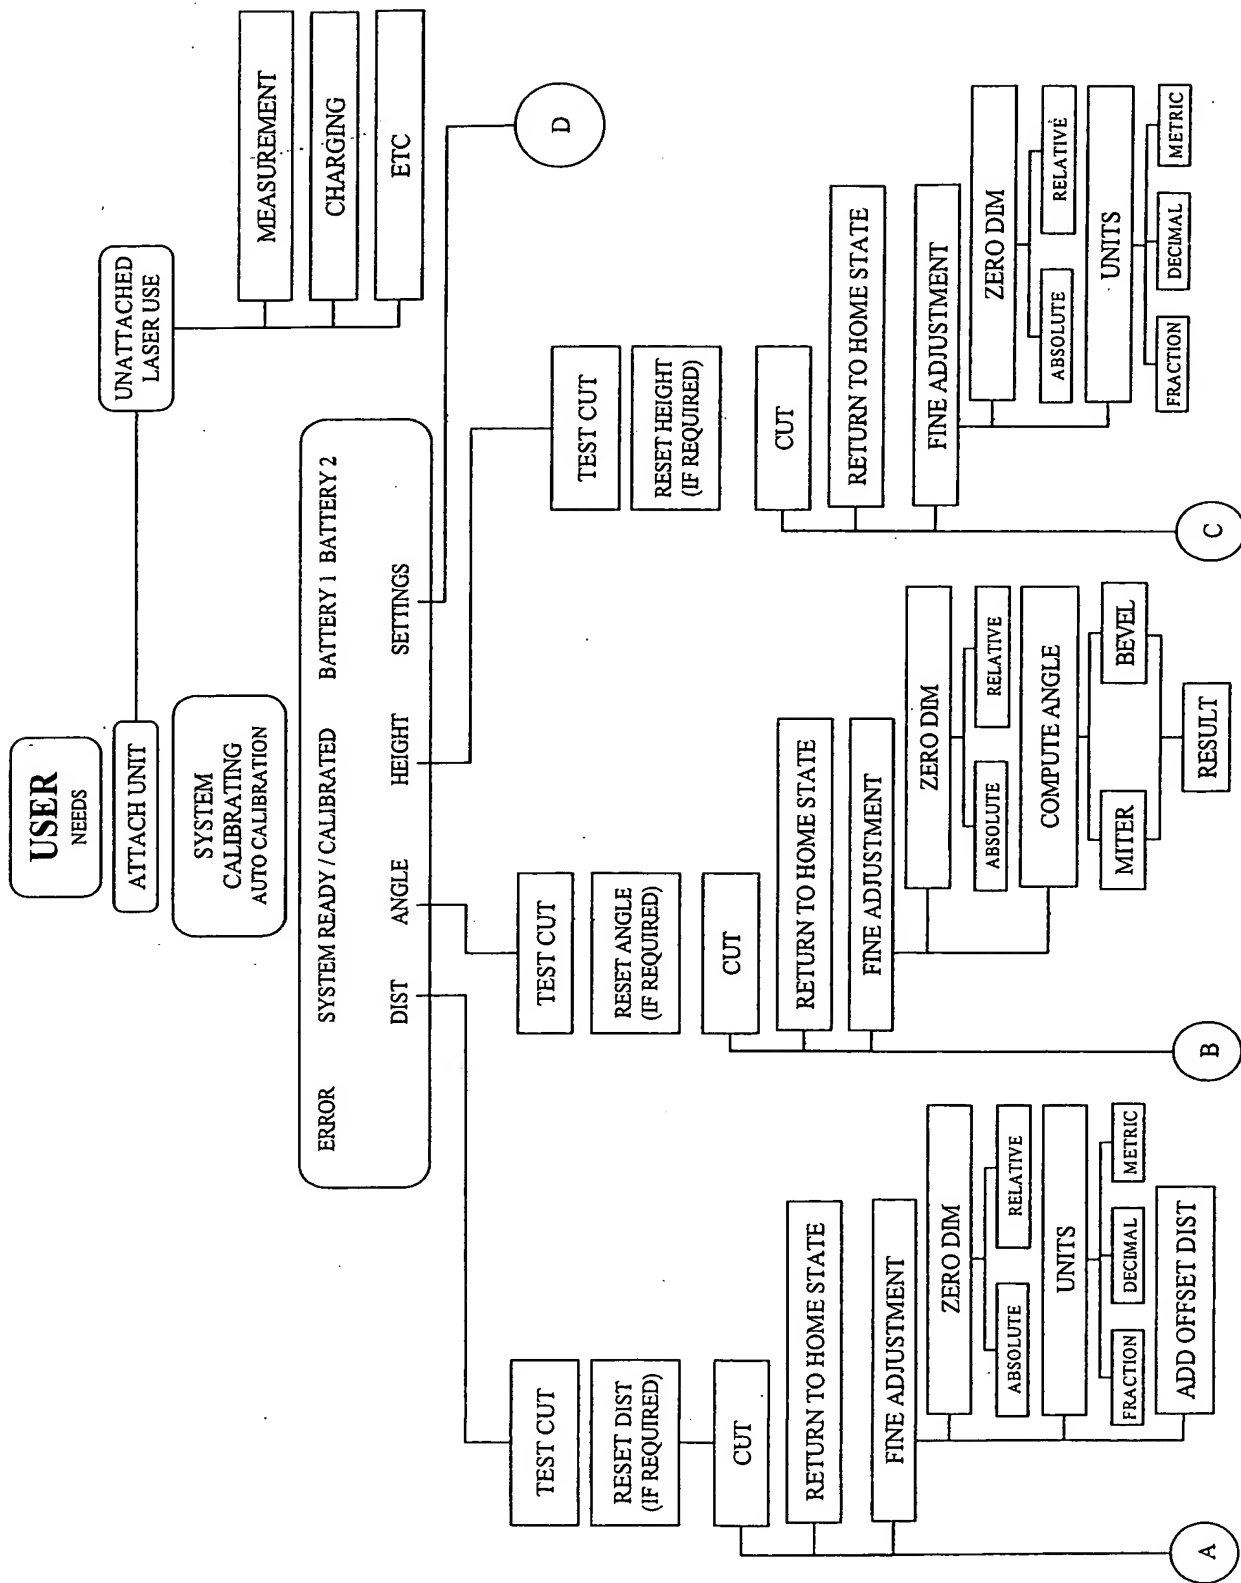 USER
NEEDS
ATTACH UNIT
UNATTACHED
LASER USE
MEASUREMENT
CHARGING
ETC
SYSTEM
CALIBRATING
AUTO CALIBRATION
ERROR SYSTEM READY / CALIBRATED BATTERY 1 BATTERY 2
DIST ANGLE HEIGHT SETTINGS
D
TEST CUT
RESET DIST
(IF REQUIRED)
CUT
RETURN TO HOME STATE
FINE ADJUSTMENT
ZERO DIM
ABSOLUTE RELATIVE
UNITS
FRACTION DECIMAL METRIC
ADD OFFSET DIST
A
TEST CUT
RESET ANGLE
(IF REQUIRED)
CUT
RETURN TO HOME STATE
FINE ADJUSTMENT
ZERO DIM
ABSOLUTE RELATIVE
COMPUTE ANGLE
MITER BEVEL
RESULT
B
TEST CUT
RESET HEIGHT
(IF REQUIRED)
CUT
RETURN TO HOME STATE
FINE ADJUSTMENT
ZERO DIM
ABSOLUTE RELATIVE
UNITS
FRACTION DECIMAL METRIC
C